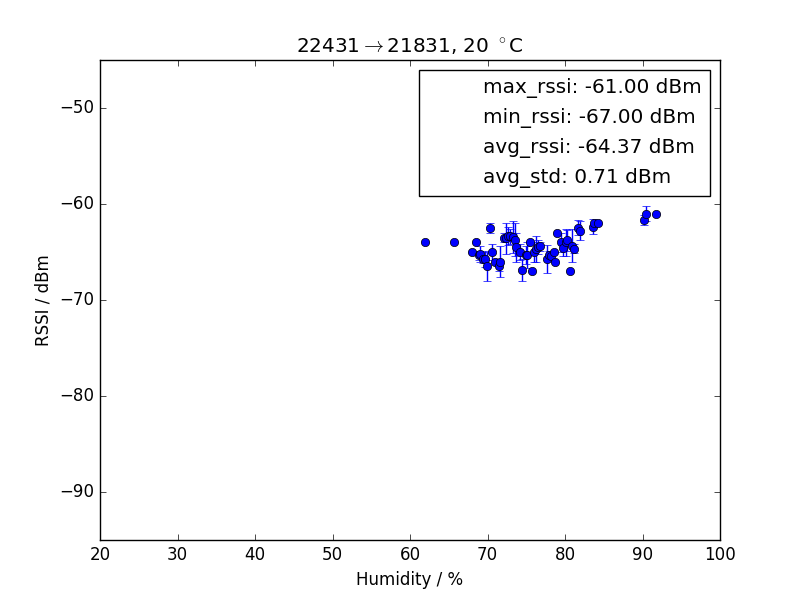 22431→21831, 20 °C
max_rssi: -61.00 dBm
min_rssi: -67.00 dBm
avg_rssi: -64.37 dBm
avg_std: 0.71 dBm
−50
−60
−70
−80
−90
RSSI / dBm
20 30 40 50 60 70 80 90 100
Humidity / %